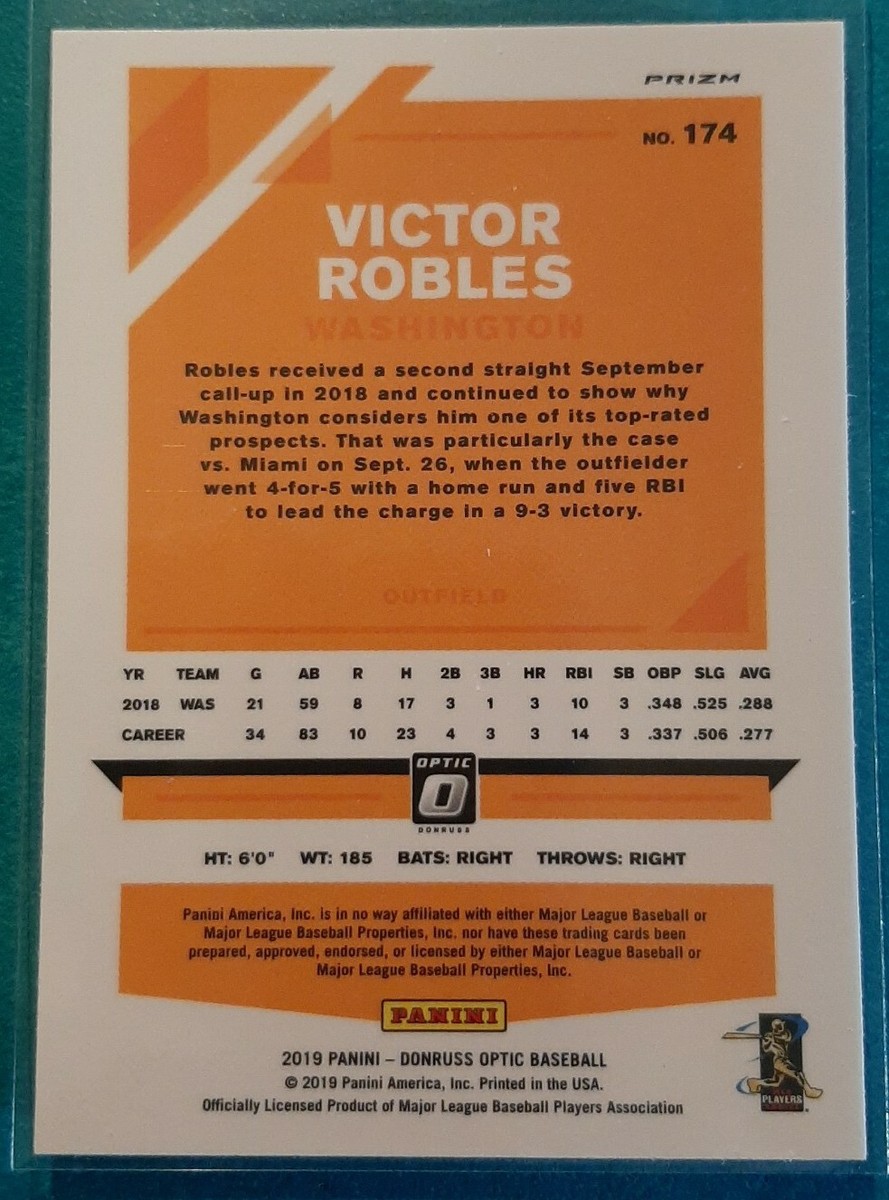 PRIZM
NO. 174
VICTOR
ROBLES
WASHINGTON
Robles received a second straight September
call-up in 2018 and continued to show why
Washington considers him one of its top-rated
prospects. That was particularly the case
vs. Miami on Sept. 26, when the outfielder
went 4-for-5 with a home run and five RBI
to lead the charge in a 9-3 victory.
OUTFIELD
YR TEAM G AB R H 2B 3B HR RBI SB OBP SLG AVG
2018 WAS 21 59 8 17 3 1 3 10 3 .348 .525 .288
CAREER 34 83 10 23 4 3 3 14 3 .337 .506 .277
OPTIC
O
DONRUSS
HT: 6'0" WT: 185 BATS: RIGHT THROWS: RIGHT
Panini America, Inc. is in no way affiliated with either Major League Baseball or
Major League Baseball Properties, Inc. nor have these trading cards been
prepared, approved, endorsed, or licensed by either Major League Baseball or
Major League Baseball Properties, Inc.
PANINI
2019 PANINI – DONRUSS OPTIC BASEBALL
© 2019 Panini America, Inc. Printed in the USA.
Officially Licensed Product of Major League Baseball Players Association
PLAYERS